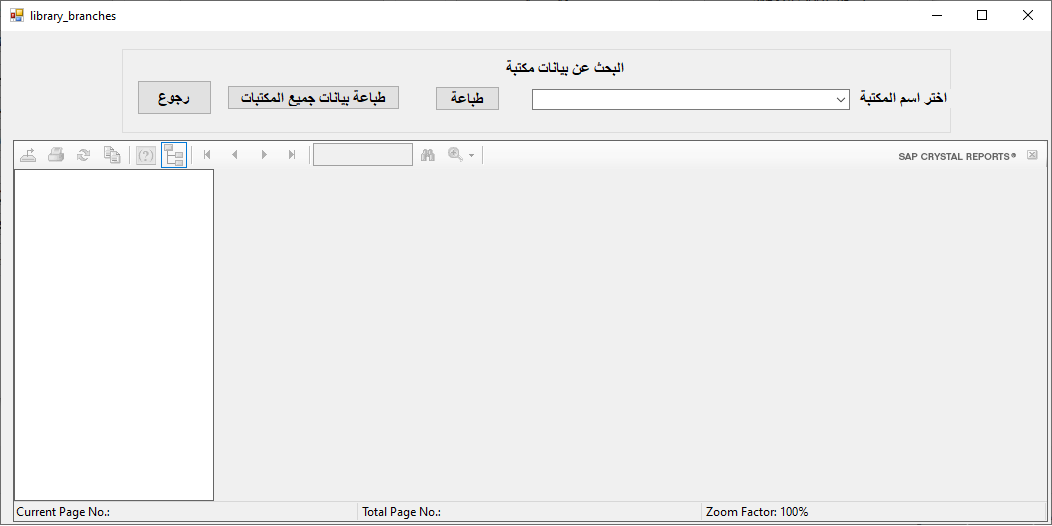 library_branches
البحث عن بيانات مكتبة
اختر اسم المكتبة
طباعة
طباعة بيانات جميع المكتبات
رجوع
(?)
SAP CRYSTAL REPORTS®
Current Page No.:
Total Page No.:
Zoom Factor: 100%